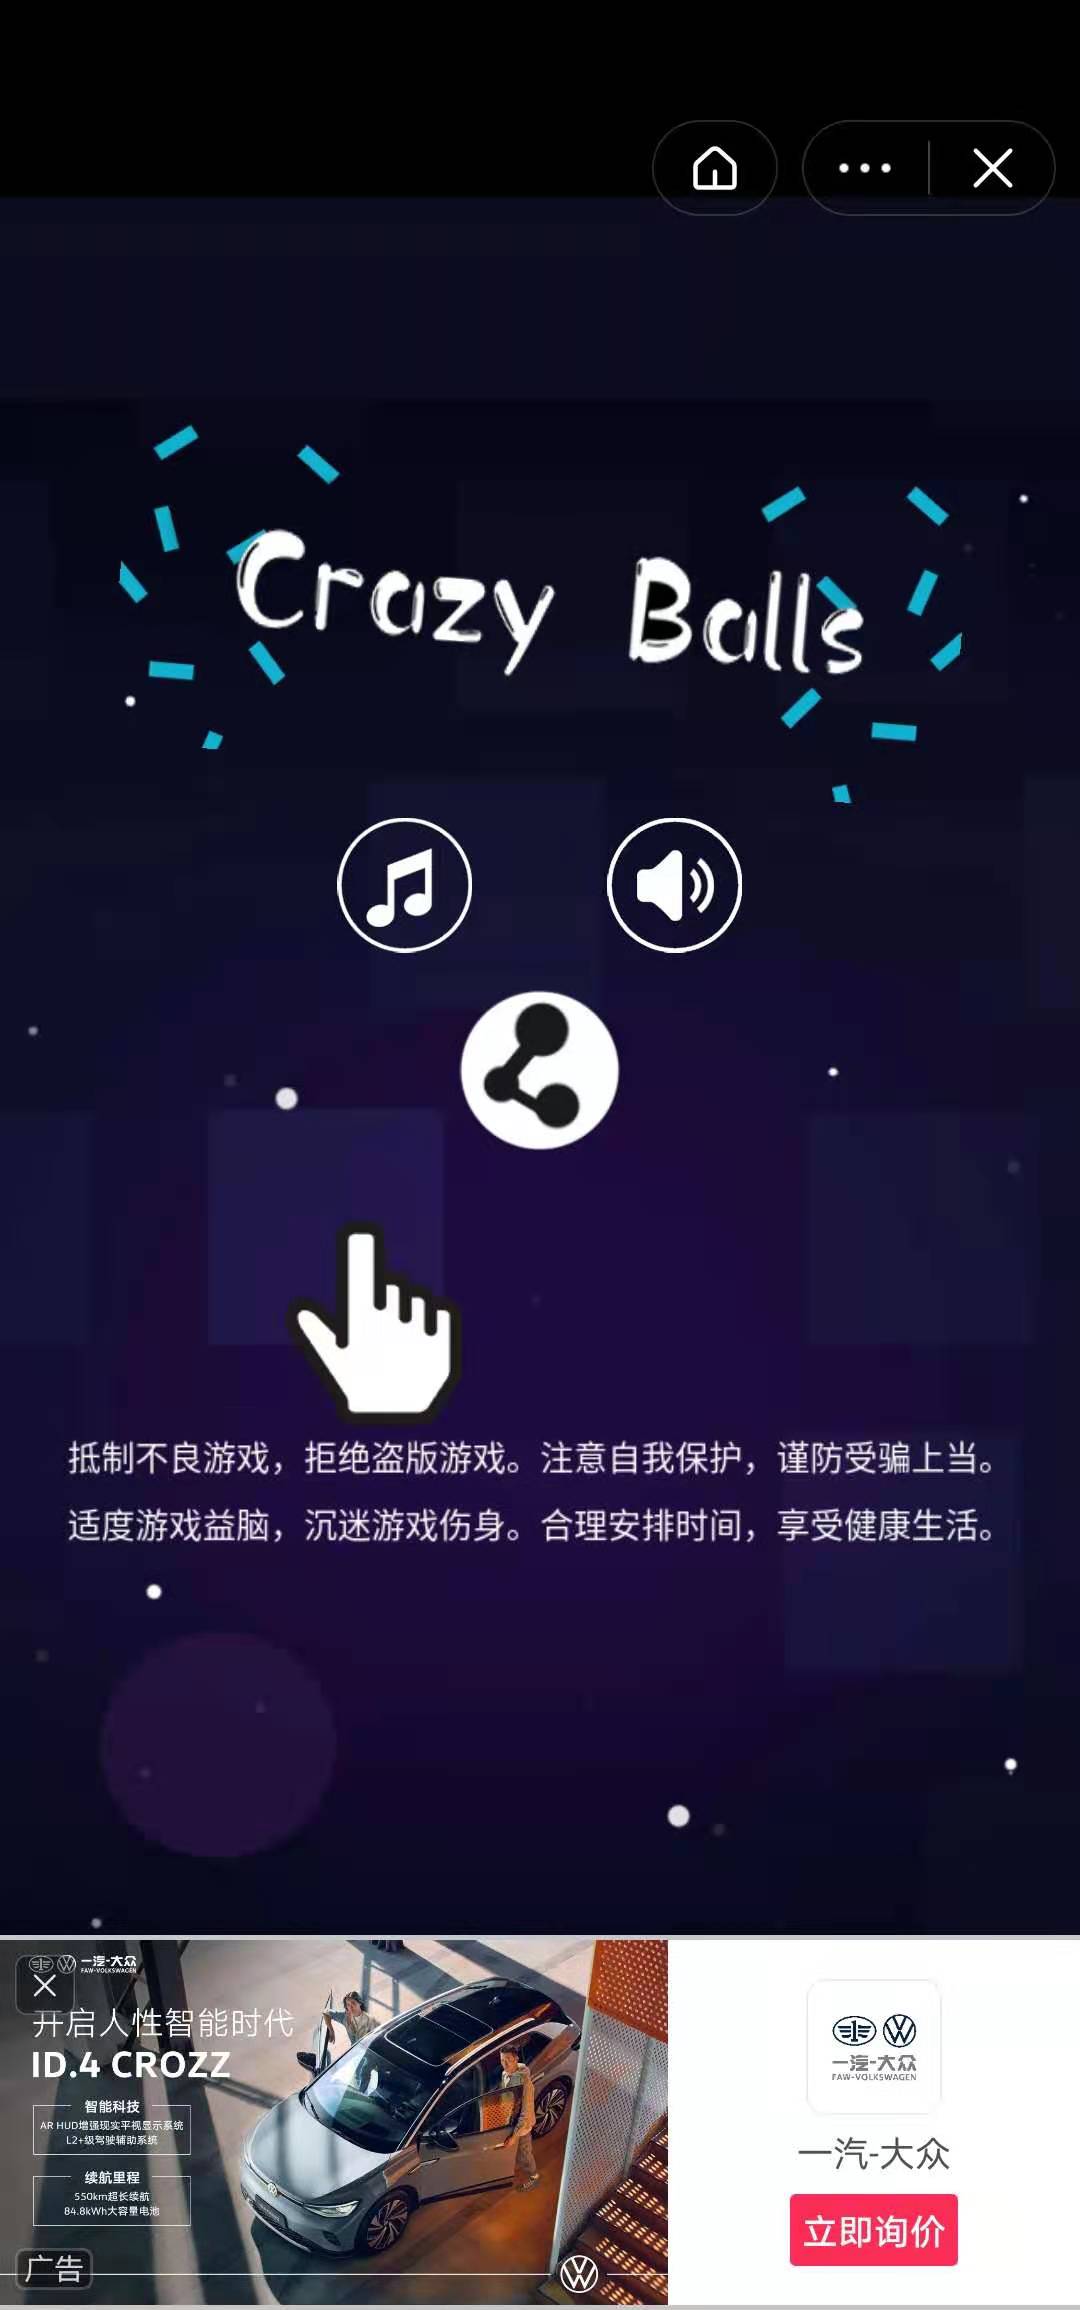 Crazy Balls
抵制不良游戏，拒绝盗版游戏。注意自我保护，谨防受骗上当。
适度游戏益脑，沉迷游戏伤身。合理安排时间，享受健康生活。
一汽-大众
FAW-VOLKSWAGEN
开启人性智能时代
ID.4 CROZZ
智能科技
AR HUD增强现实平视显示系统
L2+级驾驶辅助系统
续航里程
550km超长续航
84.8kWh大容量电池
广告
一汽-大众
FAW-VOLKSWAGEN
一汽-大众
立即询价